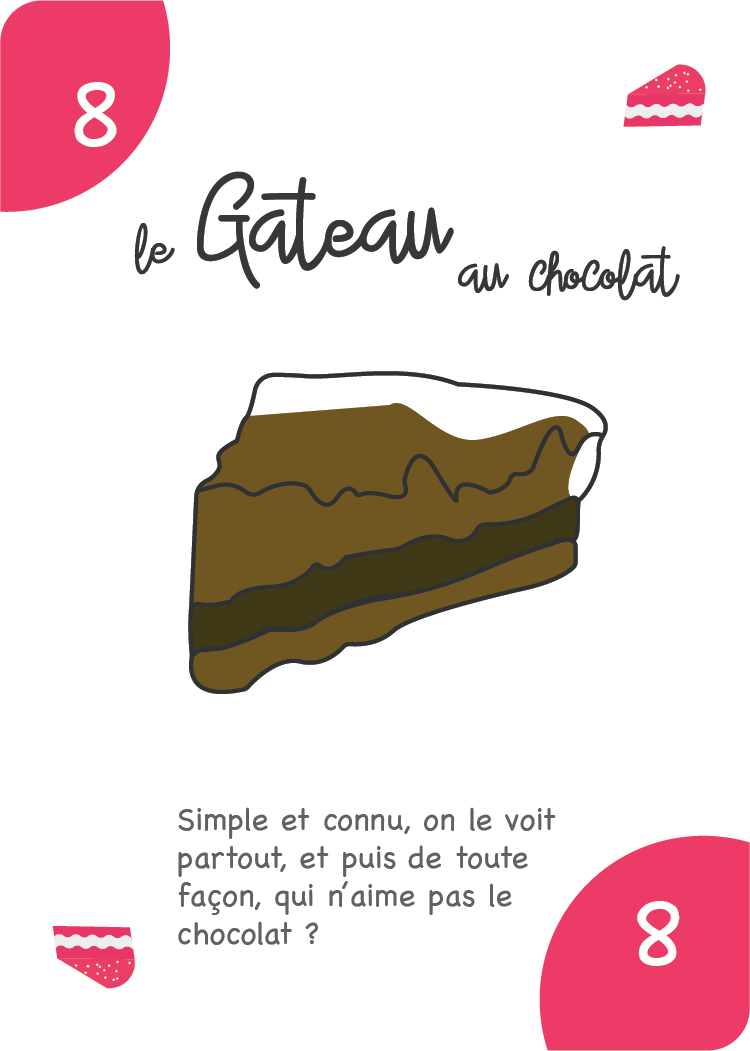 8
le Gateau au chocolat
Simple et connu, on le voit
partout, et puis de toute
façon, qui n'aime pas le
chocolat ?
8